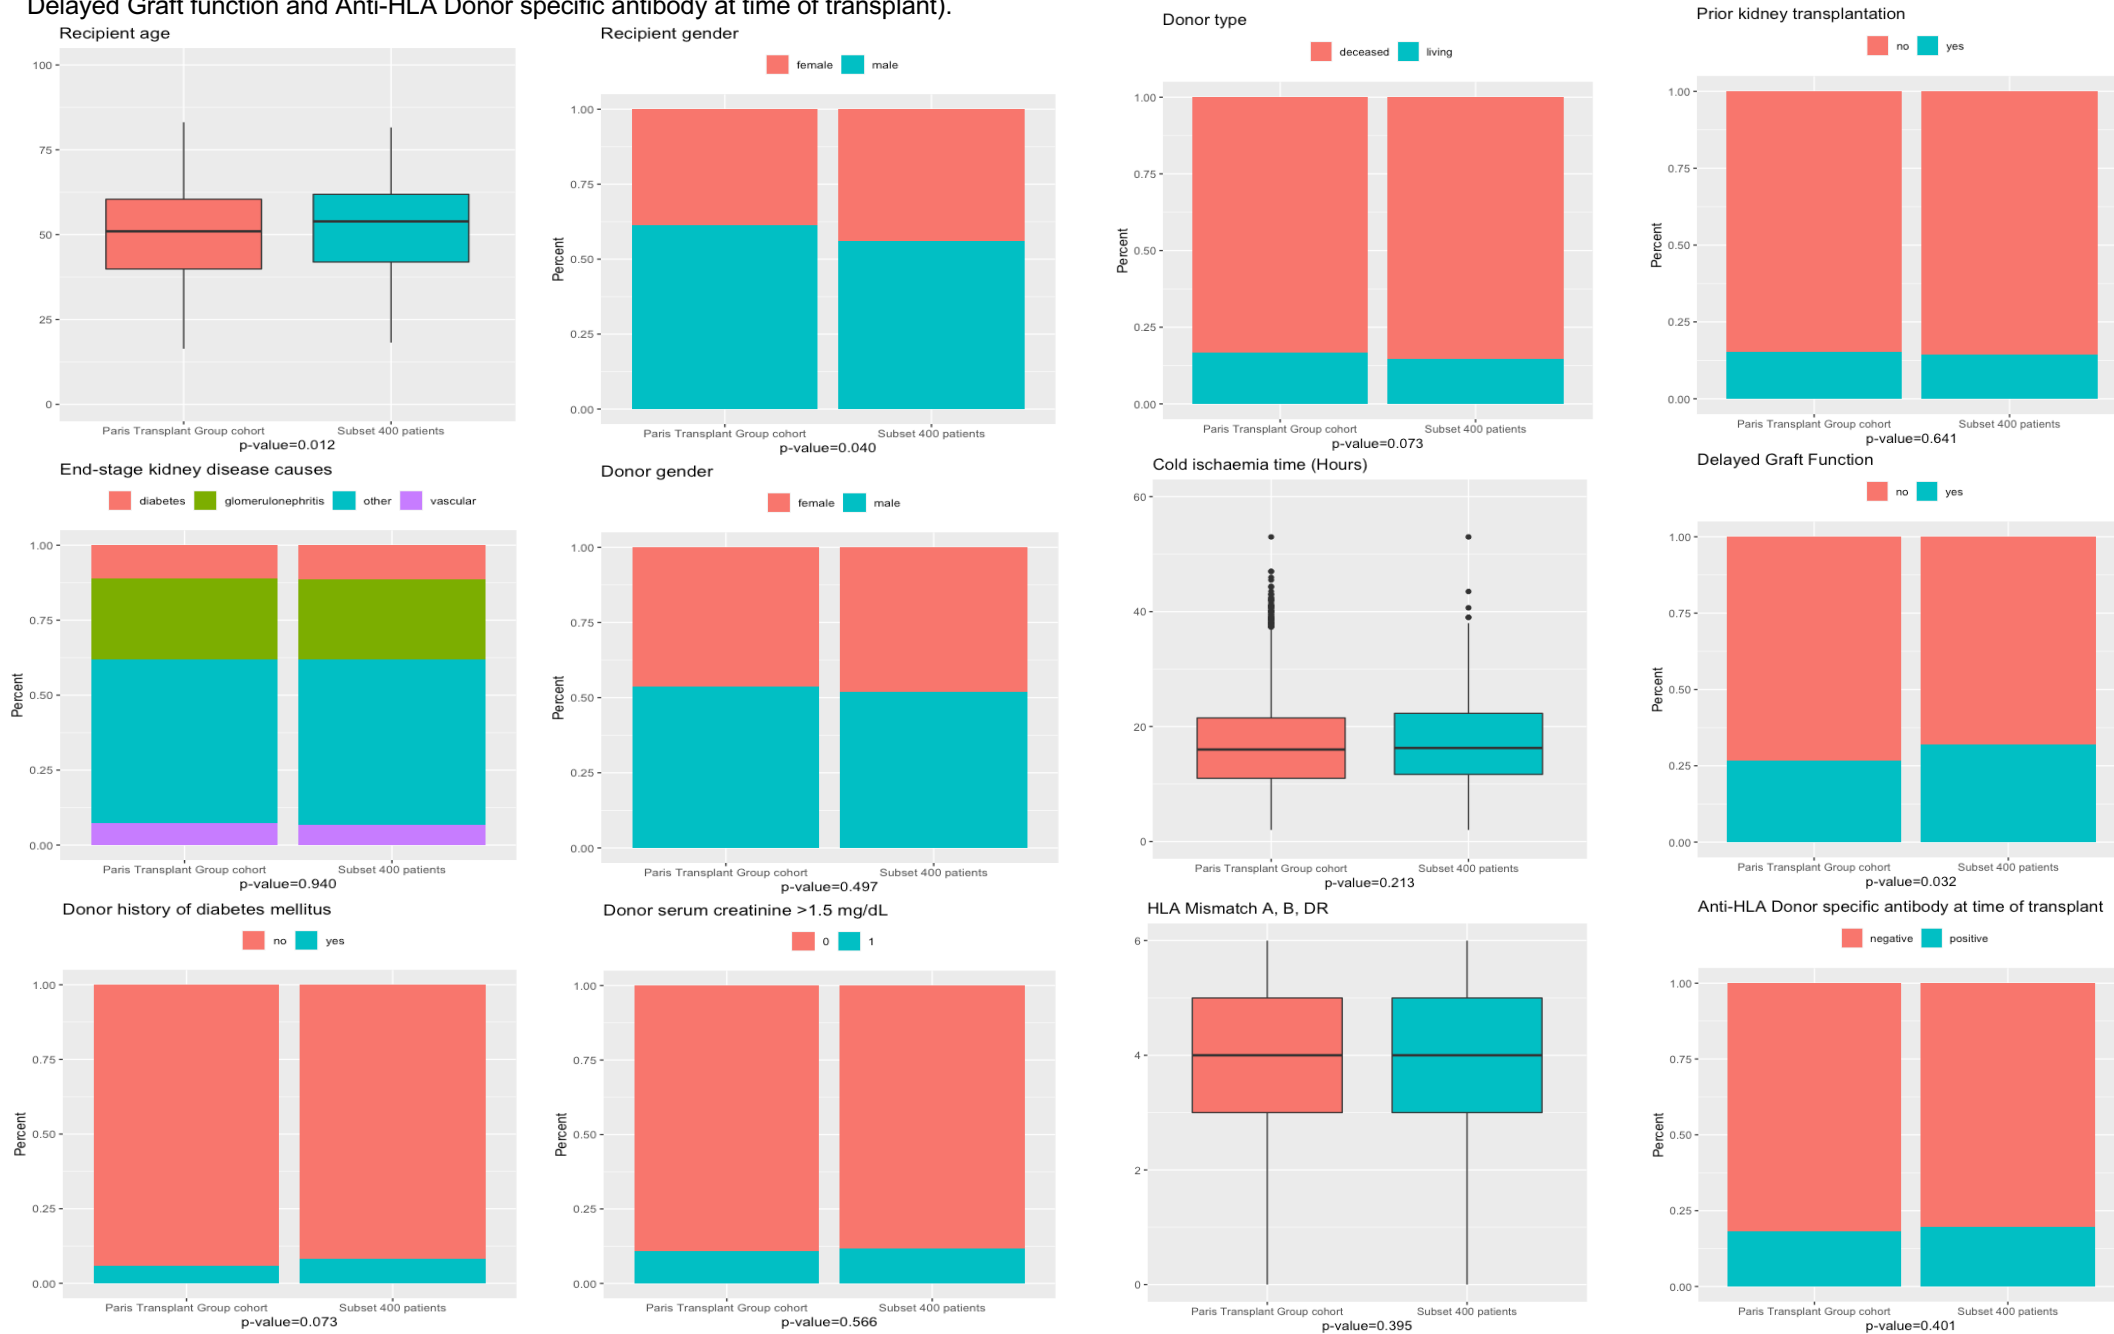 Delayed Graft function and Anti-HLA Donor specific antibody at time of transplant).
Recipient age
100
75
50
25
0
Paris Transplant Group cohort Subset 400 patients
p-value=0.012
Recipient gender
female male
Percent
1.00
0.75
0.50
0.25
0.00
Paris Transplant Group cohort Subset 400 patients
p-value=0.040
Donor type
deceased living
Percent
1.00
0.75
0.50
0.25
0.00
Paris Transplant Group cohort Subset 400 patients
p-value=0.073
Prior kidney transplantation
no yes
Percent
1.00
0.75
0.50
0.25
0.00
Paris Transplant Group cohort Subset 400 patients
p-value=0.641
End-stage kidney disease causes
diabetes glomerulonephritis other vascular
Percent
1.00
0.75
0.50
0.25
0.00
Paris Transplant Group cohort Subset 400 patients
p-value=0.940
Donor gender
female male
Percent
1.00
0.75
0.50
0.25
0.00
Paris Transplant Group cohort Subset 400 patients
p-value=0.497
Cold ischaemia time (Hours)
60
40
20
0
Paris Transplant Group cohort Subset 400 patients
p-value=0.213
Delayed Graft Function
no yes
Percent
1.00
0.75
0.50
0.25
0.00
Paris Transplant Group cohort Subset 400 patients
p-value=0.032
Donor history of diabetes mellitus
no yes
Percent
1.00
0.75
0.50
0.25
0.00
Paris Transplant Group cohort Subset 400 patients
p-value=0.073
Donor serum creatinine >1.5 mg/dL
0 1
Percent
1.00
0.75
0.50
0.25
0.00
Paris Transplant Group cohort Subset 400 patients
p-value=0.566
HLA Mismatch A, B, DR
6
4
2
0
Paris Transplant Group cohort Subset 400 patients
p-value=0.395
Anti-HLA Donor specific antibody at time of transplant
negative positive
Percent
1.00
0.75
0.50
0.25
0.00
Paris Transplant Group cohort Subset 400 patients
p-value=0.401